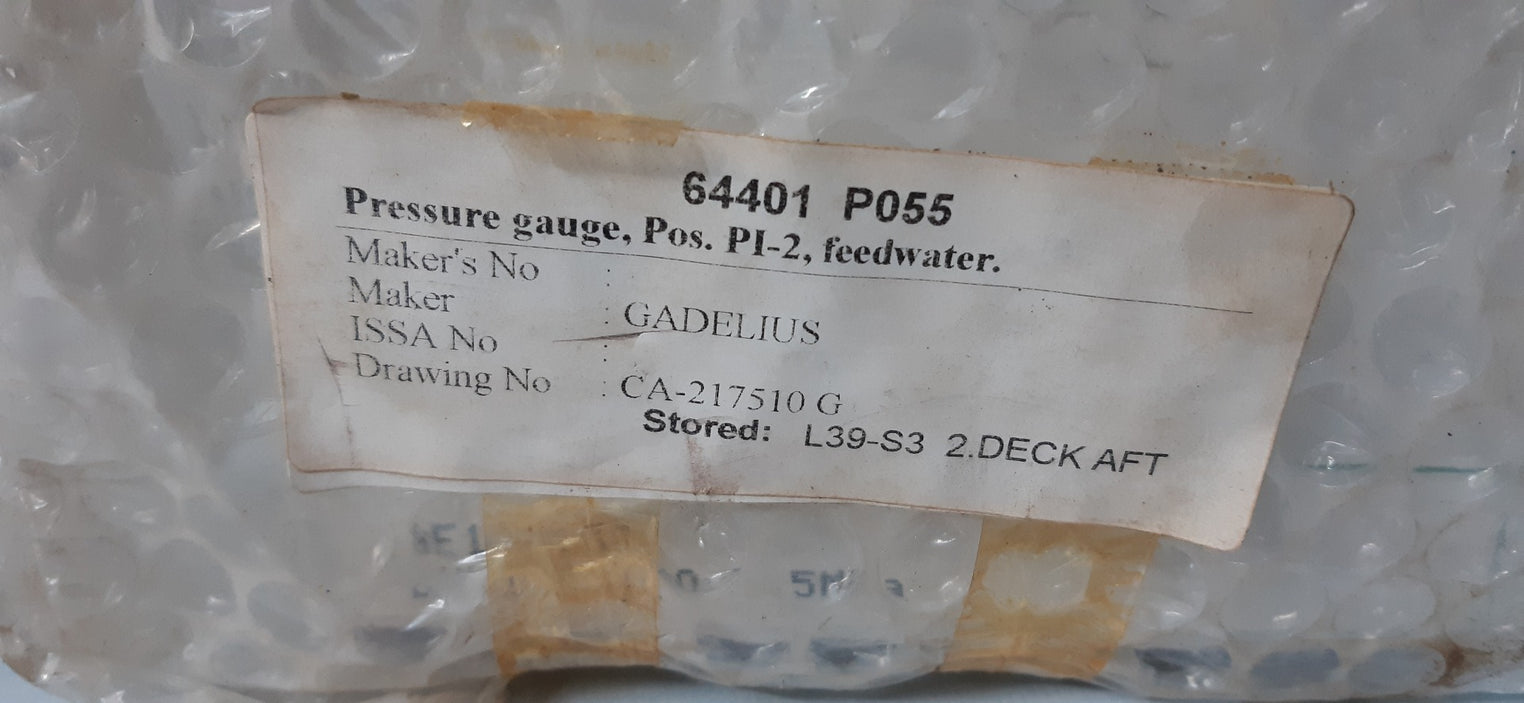 64401 P055
Pressure gauge, Pos. PI-2, feedwater.
Maker's No :
Maker : GADELIUS
ISSA No :
Drawing No : CA-217510 G
Stored: L39-S3 2.DECK AFT